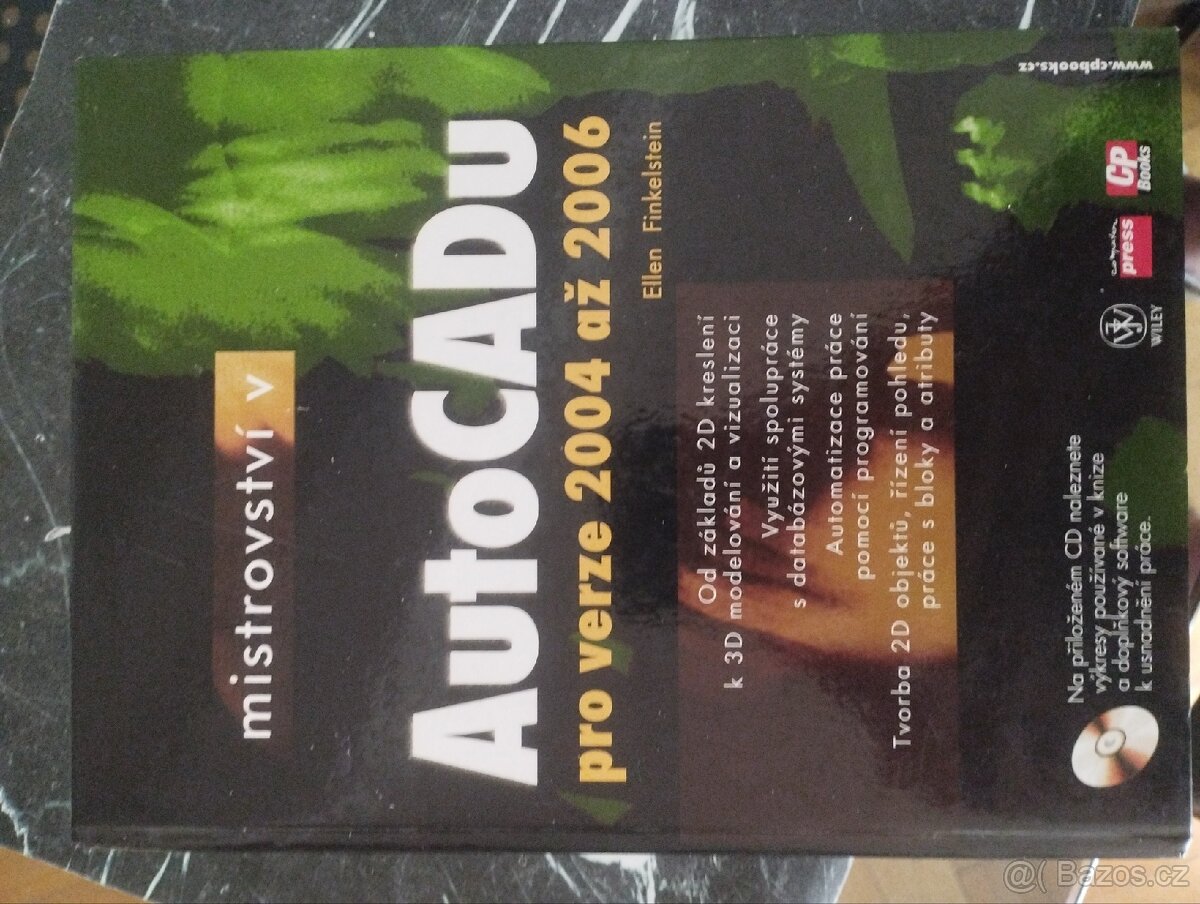 mistrovství v
AutoCADU
pro verze 2004 až 2006
Ellen Finkelstein
Od základů 2D kreslení
k 3D modelování a vizualizaci
Využití spolupráce
s databázovými systémy
Automatizace práce
pomocí programování
Tvorba 2D objektů, řízení pohledu,
práce s bloky a atributy
Na přiloženém CD naleznete
výkresy používané v knize
a doplňkový software
k usnadnění práce.
WILEY
computer
press
CP
Books
www.cpbooks.cz
@( Bazos.cz